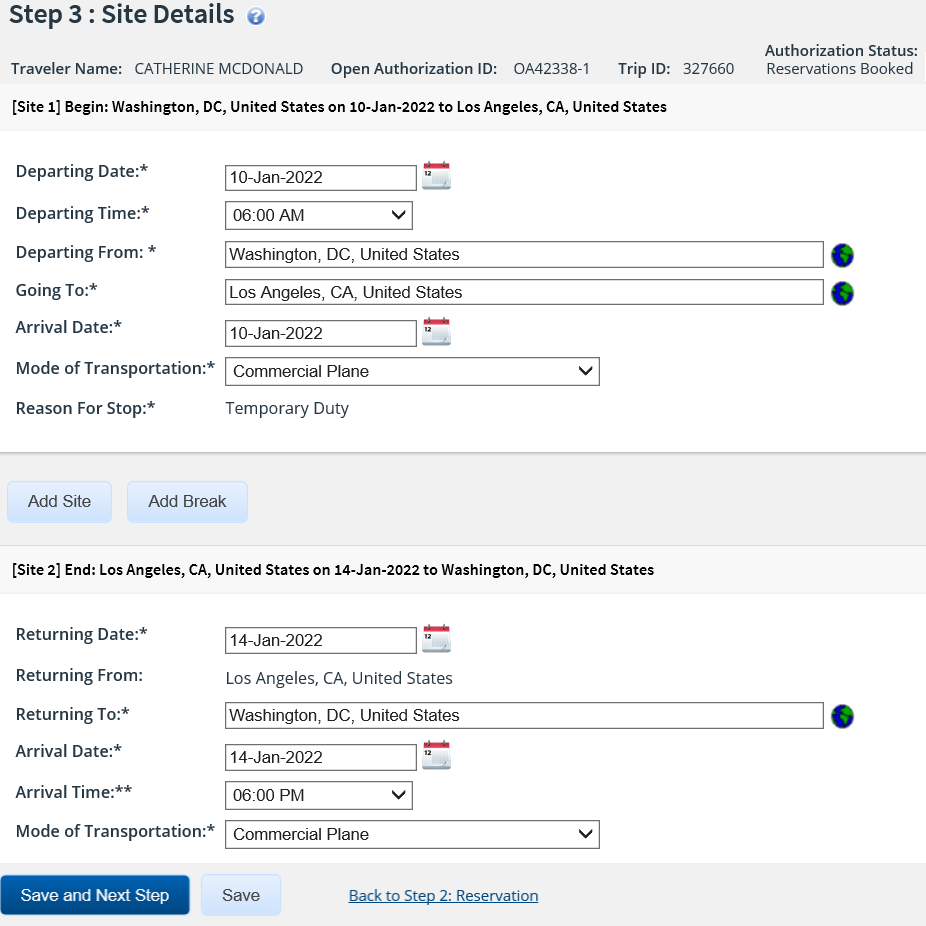 Step 3 : Site Details ?
Authorization Status:
Traveler Name: CATHERINE MCDONALD Open Authorization ID: OA42338-1 Trip ID: 327660 Reservations Booked
[Site 1] Begin: Washington, DC, United States on 10-Jan-2022 to Los Angeles, CA, United States
Departing Date:* 10-Jan-2022 12
Departing Time:* 06:00 AM
Departing From: * Washington, DC, United States
Going To:* Los Angeles, CA, United States
Arrival Date:* 10-Jan-2022 12
Mode of Transportation:* Commercial Plane
Reason For Stop:* Temporary Duty
Add Site Add Break
[Site 2] End: Los Angeles, CA, United States on 14-Jan-2022 to Washington, DC, United States
Returning Date:* 14-Jan-2022 12
Returning From: Los Angeles, CA, United States
Returning To:* Washington, DC, United States
Arrival Date:* 14-Jan-2022 12
Arrival Time:** 06:00 PM
Mode of Transportation:* Commercial Plane
Save and Next Step Save Back to Step 2: Reservation